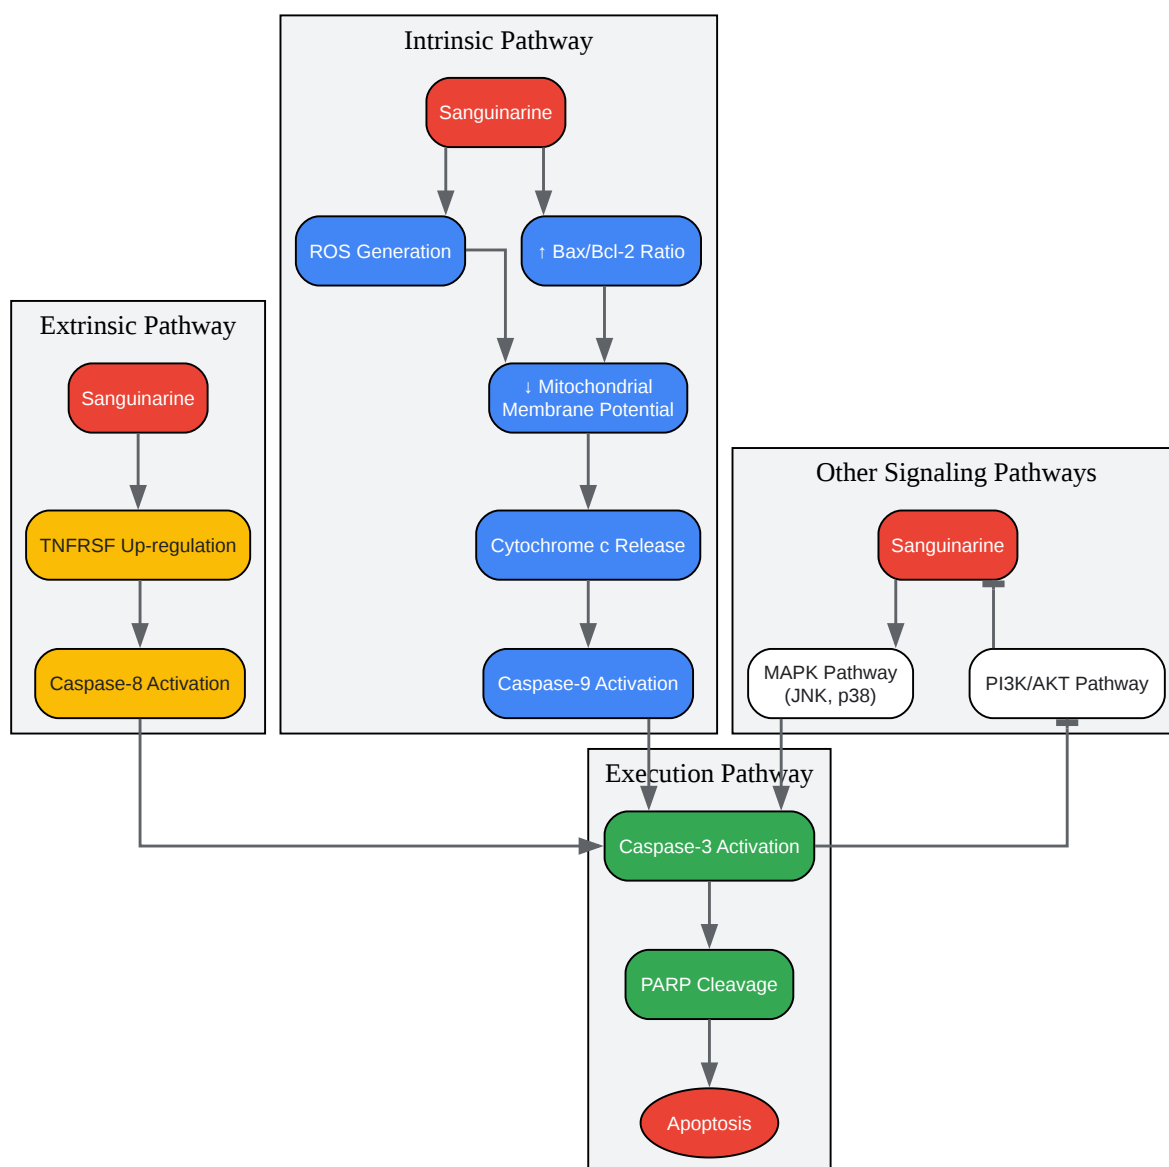 Intrinsic Pathway
Sanguinarine
ROS Generation
↑ Bax/Bcl-2 Ratio
↓ Mitochondrial
Membrane Potential
Cytochrome c Release
Caspase-9 Activation
Extrinsic Pathway
Sanguinarine
TNFRSF Up-regulation
Caspase-8 Activation
Other Signaling Pathways
Sanguinarine
MAPK Pathway
(JNK, p38)
PI3K/AKT Pathway
Execution Pathway
Caspase-3 Activation
PARP Cleavage
Apoptosis